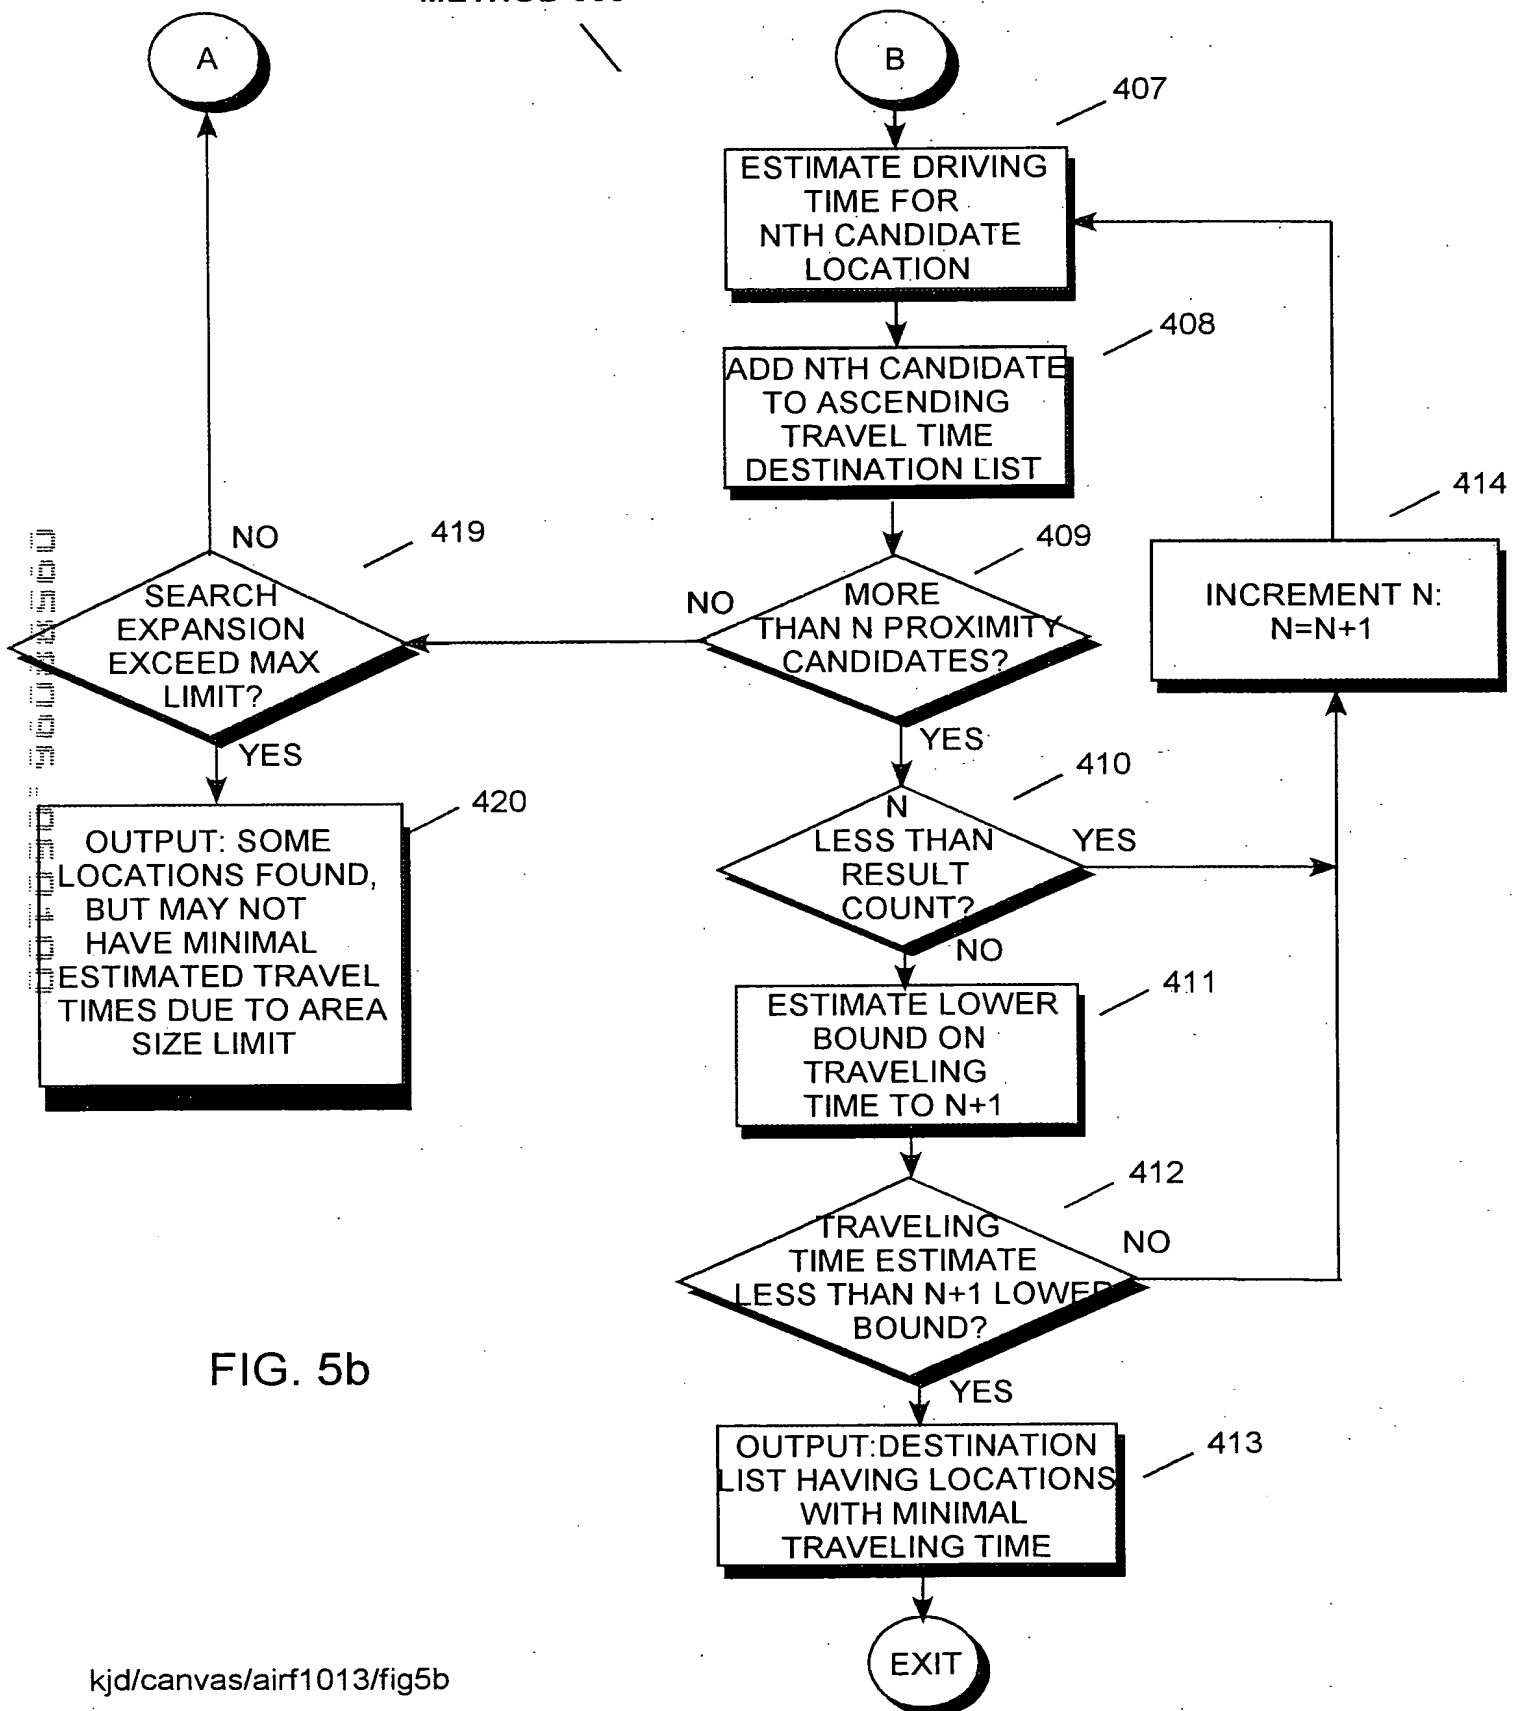 A
B
407
ESTIMATE DRIVING
TIME FOR
NTH CANDIDATE
LOCATION
408
ADD NTH CANDIDATE
TO ASCENDING
TRAVEL TIME
DESTINATION LIST
414
INCREMENT N:
N=N+1
409
MORE
THAN N PROXIMITY
CANDIDATES?
NO
YES
419
NO
SEARCH
EXPANSION
EXCEED MAX
LIMIT?
YES
420
OUTPUT: SOME
LOCATIONS FOUND,
BUT MAY NOT
HAVE MINIMAL
ESTIMATED TRAVEL
TIMES DUE TO AREA
SIZE LIMIT
410
N
LESS THAN
RESULT
COUNT?
YES
NO
411
ESTIMATE LOWER
BOUND ON
TRAVELING
TIME TO N+1
412
TRAVELING
TIME ESTIMATE
LESS THAN N+1 LOWER
BOUND?
NO
YES
413
OUTPUT:DESTINATION
LIST HAVING LOCATIONS
WITH MINIMAL
TRAVELING TIME
EXIT
FIG. 5b
kjd/canvas/airf1013/fig5b